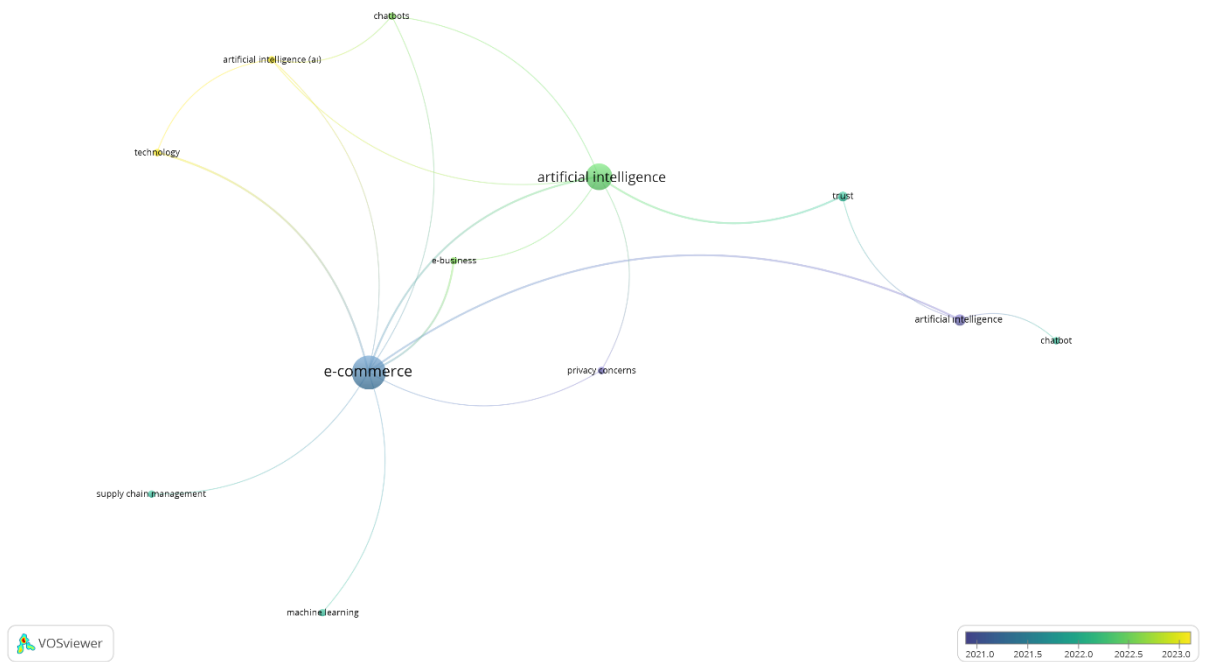 chatbots
artificial intelligence (ai)
technology
artificial intelligence
trust
e-business
artificial intelligence
chatbot
e-commerce
privacy concerns
supply chain management
machine learning
VOSviewer
2021.0 2021.5 2022.0 2022.5 2023.0